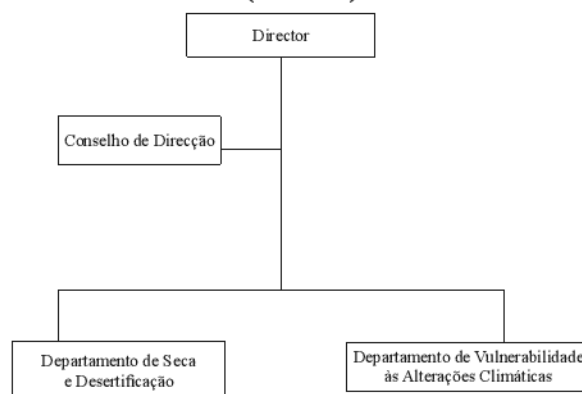 Director
Conselho de Direcção
Departamento de Seca
e Desertificação
Departamento de Vulnerabilidade
às Alterações Climáticas